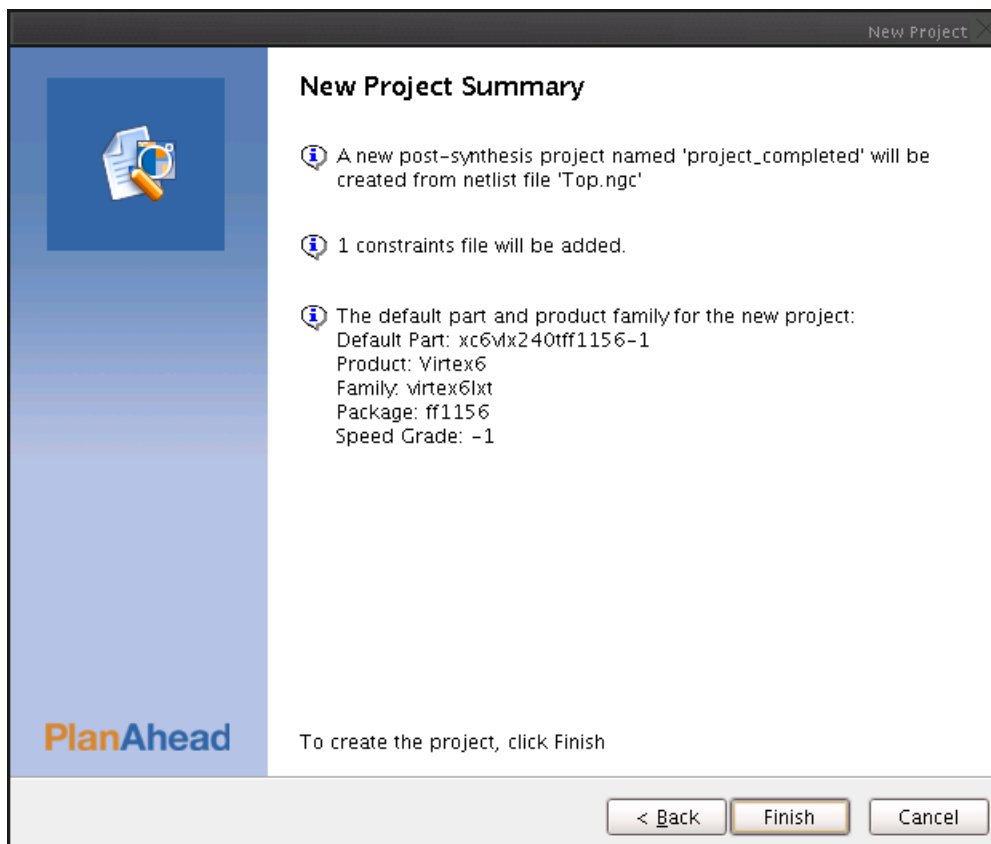 New Project
New Project Summary
A new post-synthesis project named 'project_completed' will be
created from netlist file 'Top.ngc'
1 constraints file will be added.
The default part and product family for the new project:
Default Part: xc6vlx240tff1156-1
Product: Virtex6
Family: virtex6lxt
Package: ff1156
Speed Grade: -1
PlanAhead
To create the project, click Finish
< Back
Finish
Cancel